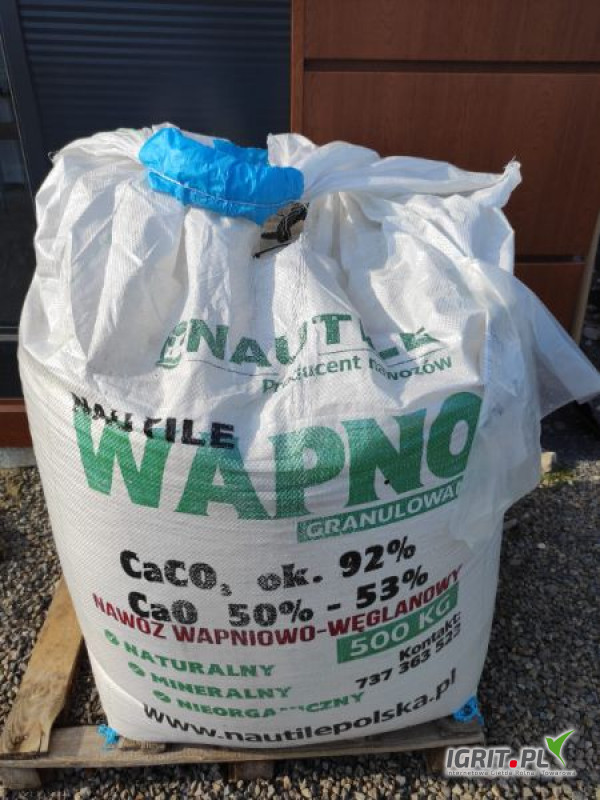 NAUTILE
Producent nawozów
NAUTILE
WAPNO
GRANULOWA
CaCO₃ ok. 92%
CaO 50% - 53%
NAWÓZ WAPNIOWO-WĘGLANOWY
500 KG
NATURALNY
MINERALNY
NIEORGANICZNY
Kontakt:
737 363 523
www.nautilepolska.pl
IGRIT.PL